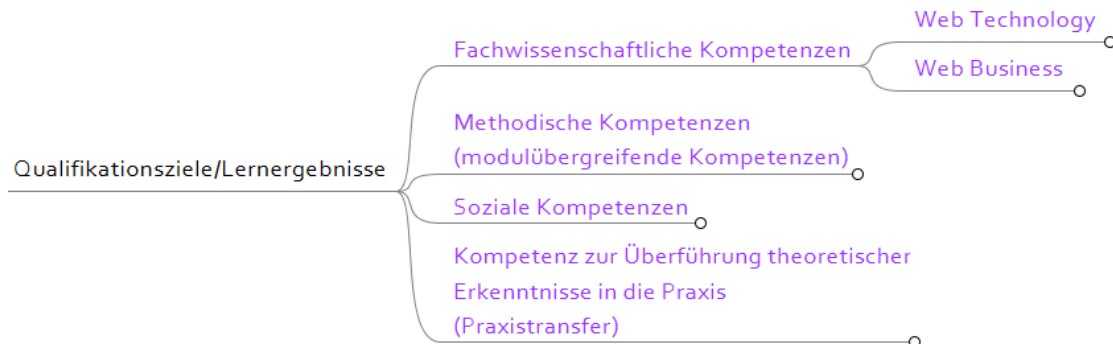 Qualifikationsziele/Lernergebnisse
Fachwissenschaftliche Kompetenzen
Web Technology
Web Business
Methodische Kompetenzen
(modulübergreifende Kompetenzen)
Soziale Kompetenzen
Kompetenz zur Überführung theoretischer
Erkenntnisse in die Praxis
(Praxistransfer)